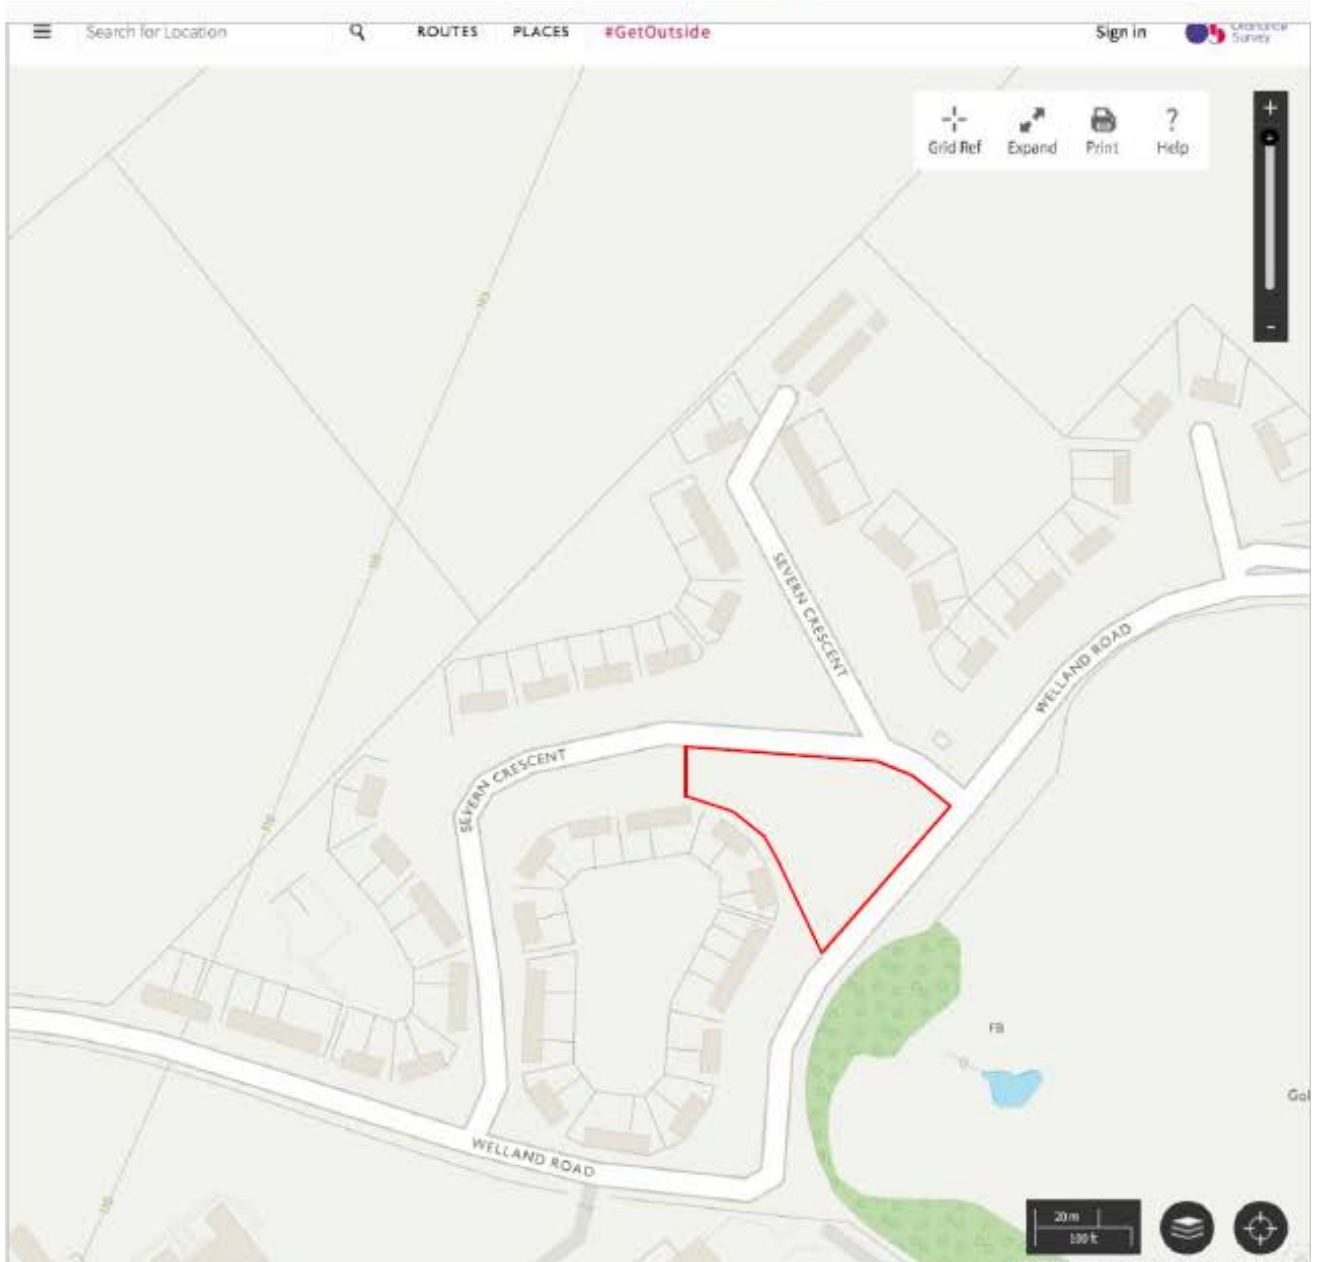 Search for Location
ROUTES
PLACES
#GetOutside
Sign in
Survey
Grid Ref
Expand
Print
?
Help
+
-
SEVERN CRESCENT
WELLAND ROAD
SEVERN CRESCENT
FB
WELLAND ROAD
20 m
100 ft